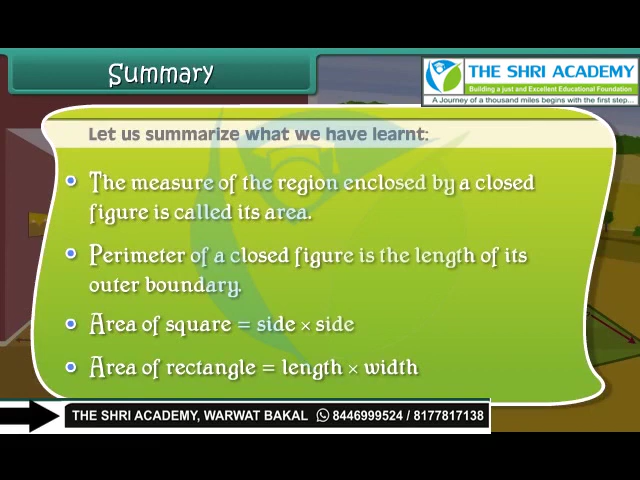 Summary
THE SHRI ACADEMY
Building a just and Excellent Educational Foundation
A Journey of a thousand miles begins with the first step...
Let us summarize what we have learnt:
The measure of the region enclosed by a closed
figure is called its area.
Perimeter of a closed figure is the length of its
outer boundary.
Area of square = side × side
Area of rectangle = length × width
THE SHRI ACADEMY, WARWAT BAKAL 8446999524 / 8177817138